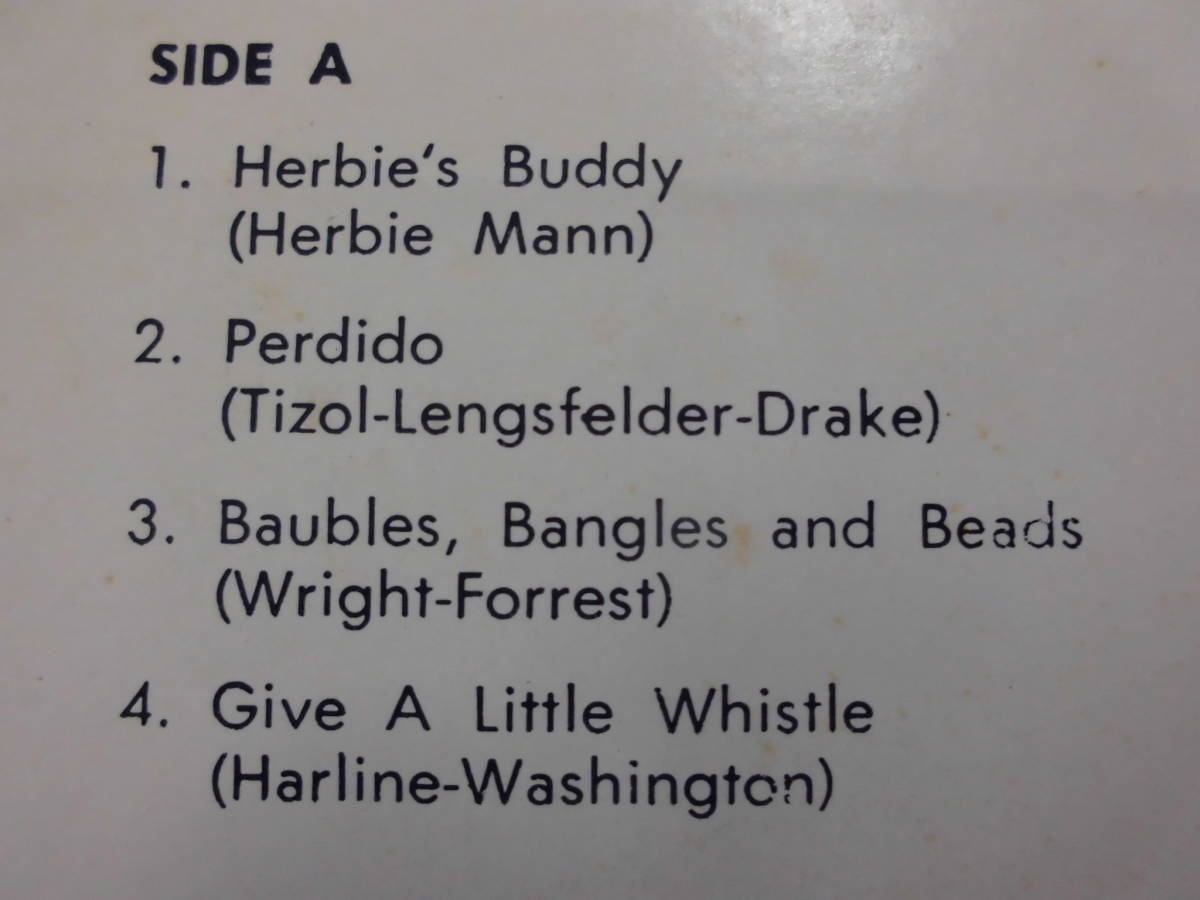 SIDE A
1. Herbie's Buddy
(Herbie Mann)
2. Perdido
(Tizol-Lengsfelder-Drake)
3. Baubles, Bangles and Beads
(Wright-Forrest)
4. Give A Little Whistle
(Harline-Washington)